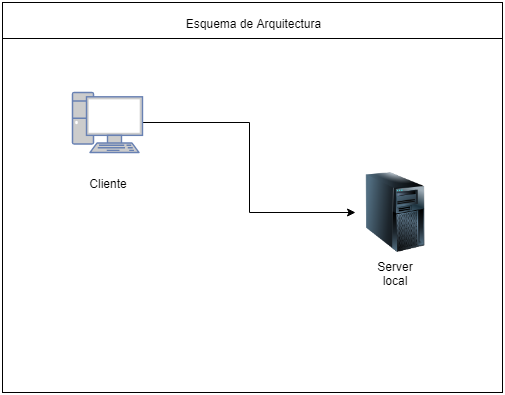 Esquema de Arquitectura
Cliente
Server
local